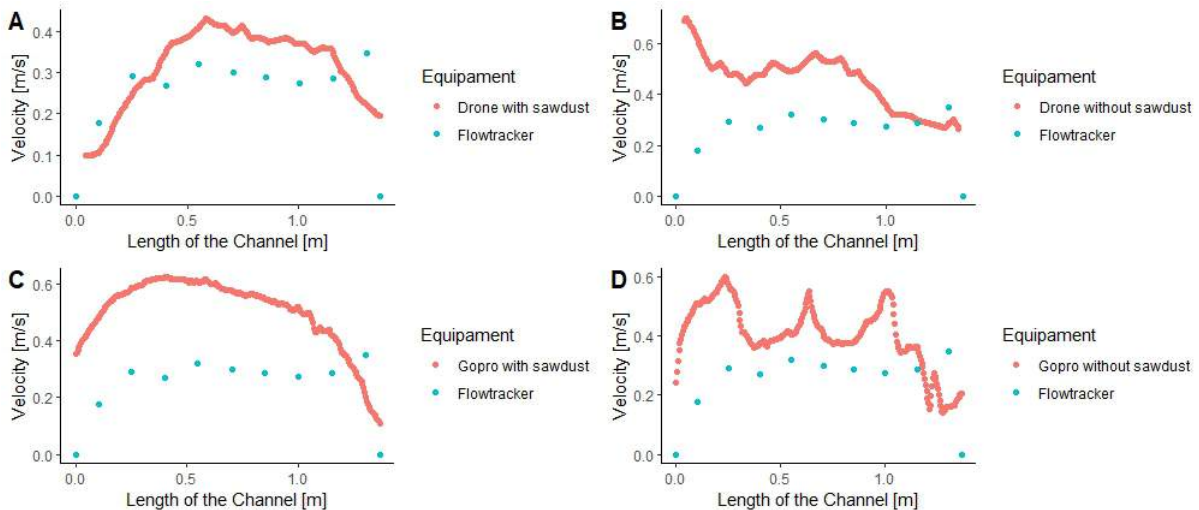 A
Velocity [m/s]
0.4
0.3
0.2
0.1
0.0
0.0 0.5 1.0
Length of the Channel [m]
Equipament
Drone with sawdust
Flowtracker
B
Velocity [m/s]
0.6
0.4
0.2
0.0
0.0 0.5 1.0
Length of the Channel [m]
Equipament
Drone without sawdust
Flowtracker
C
Velocity [m/s]
0.6
0.4
0.2
0.0
0.0 0.5 1.0
Length of the Channel [m]
Equipament
Gopro with sawdust
Flowtracker
D
Velocity [m/s]
0.6
0.4
0.2
0.0
0.0 0.5 1.0
Length of the Channel [m]
Equipament
Gopro without sawdust
Flowtracker